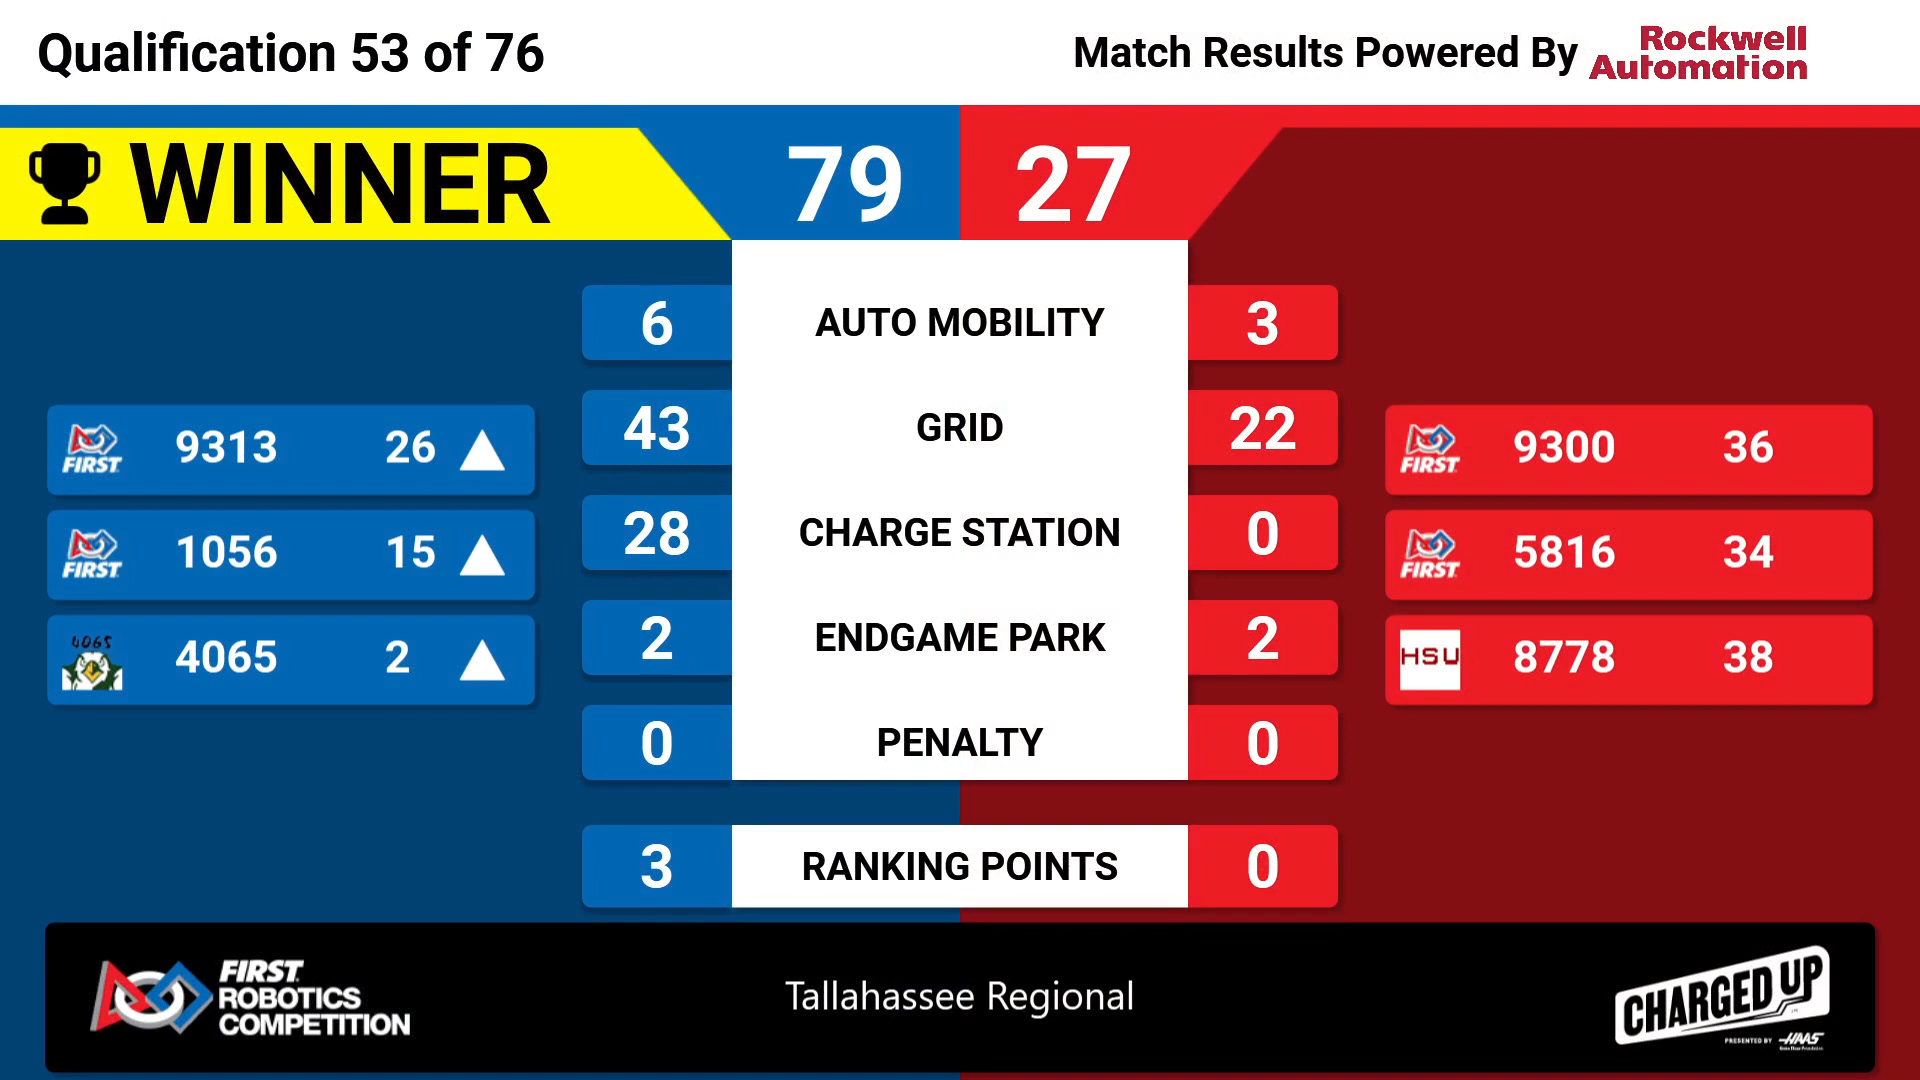 Qualification 53 of 76
Match Results Powered By Rockwell Automation
WINNER 79 27
6 AUTO MOBILITY 3
43 GRID 22
FIRST 9313 26
FIRST 9300 36
28 CHARGE STATION 0
FIRST 1056 15
FIRST 5816 34
2 ENDGAME PARK 2
4065
4065 2
HSU 8778 38
0 PENALTY 0
3 RANKING POINTS 0
FIRST
ROBOTICS
COMPETITION
Tallahassee Regional
CHARGED UP
PRESENTED BY HAAS